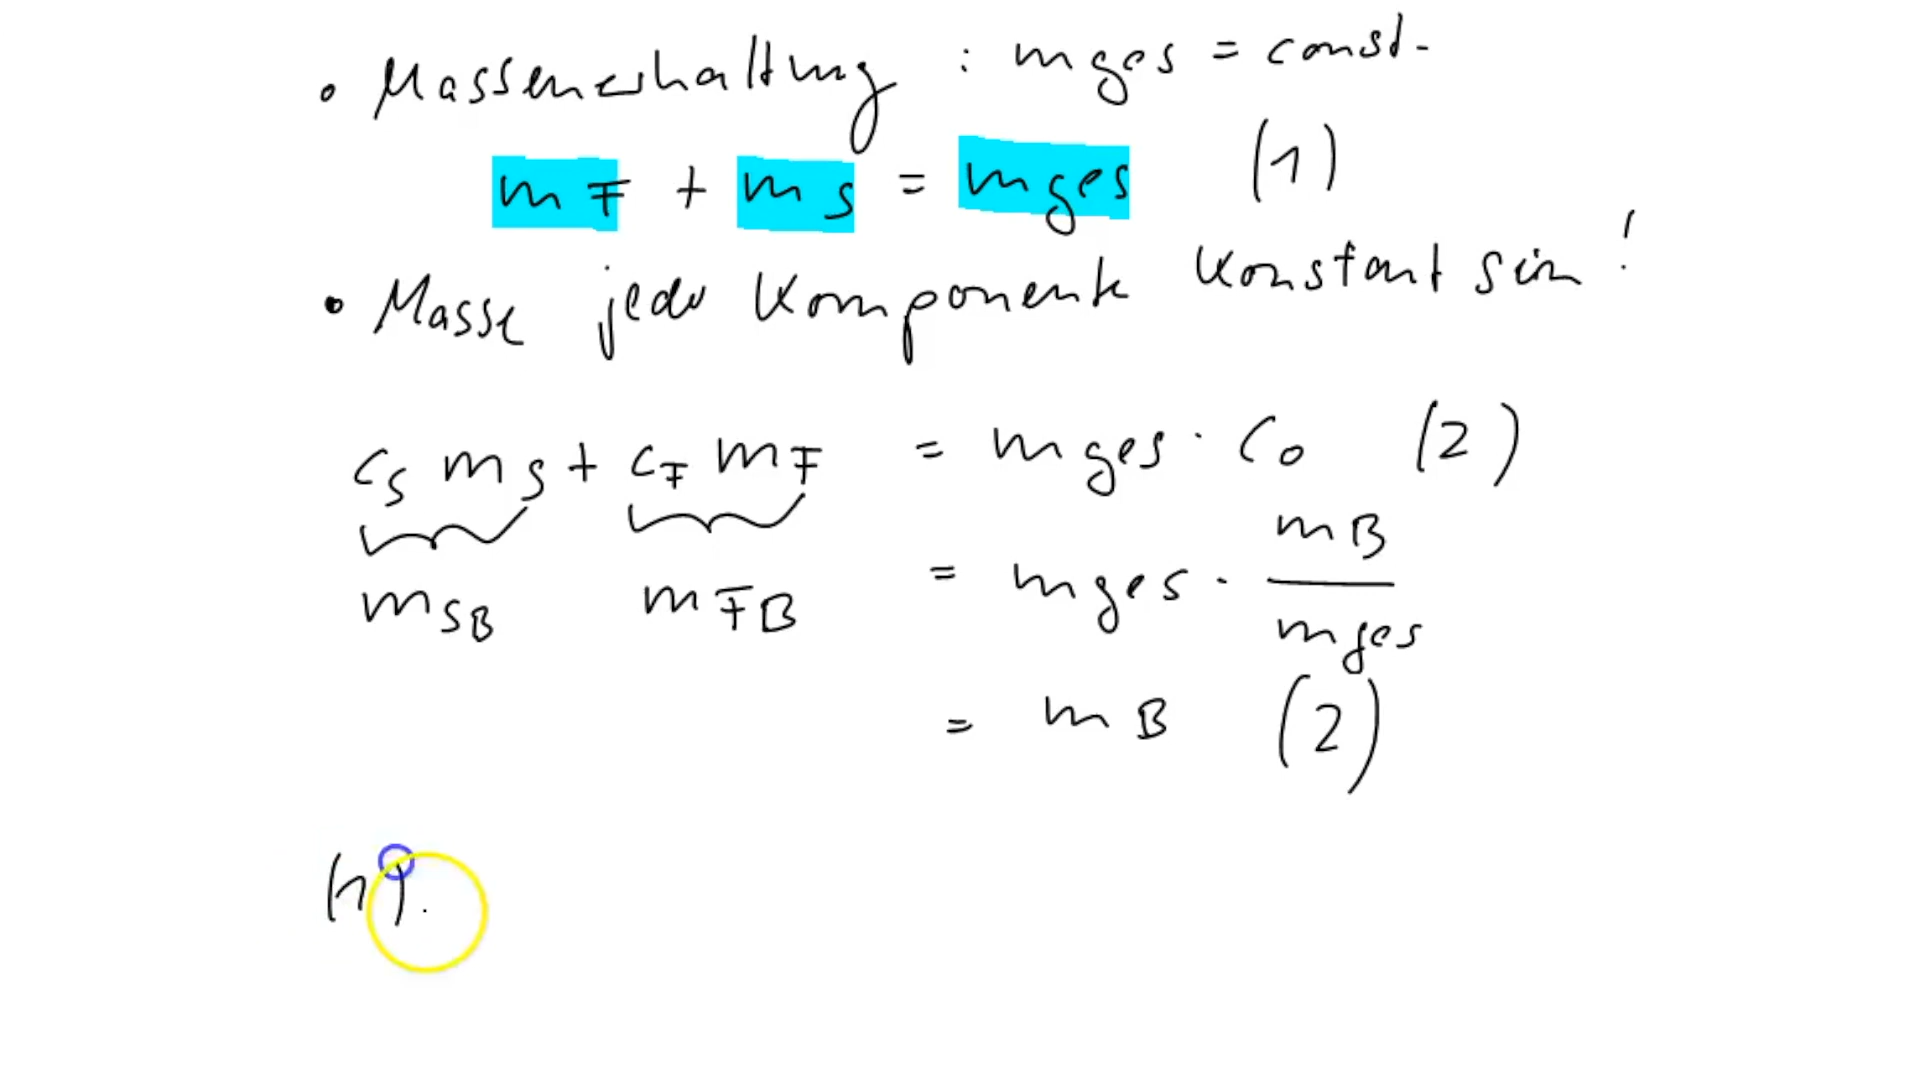 • Massenerhaltung : mges = const.
mF + mS = mges (1)
• Masse jeder Komponente konstant sein !
cS mS + cF mF = mges · c0 (2)
= mges · mB / mges
mSB mFB
= mB (2)
(1).